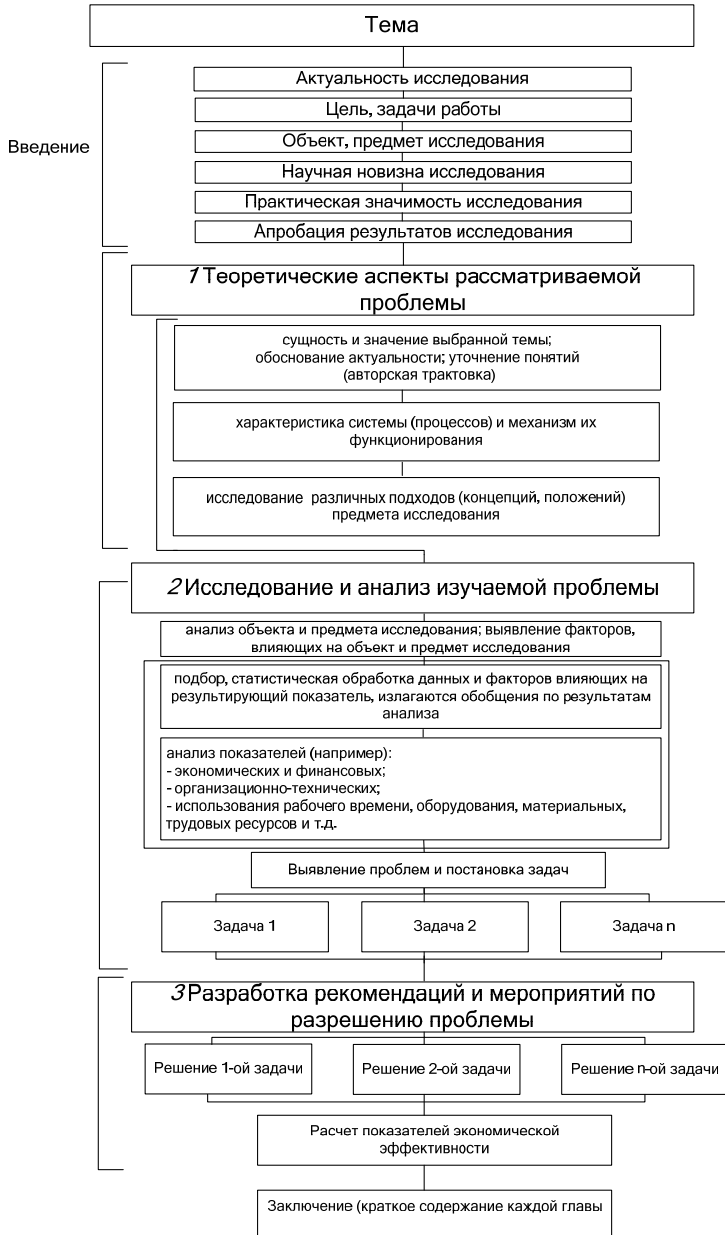 Тема
Актуальность исследования
Цель, задачи работы
Введение
Объект, предмет исследования
Научная новизна исследования
Практическая значимость исследования
Апробация результатов исследования
1 Теоретические аспекты рассматриваемой
проблемы
сущность и значение выбранной темы;
обоснование актуальности; уточнение понятий
(авторская трактовка)
характеристика системы (процессов) и механизм их
функционирования
исследование различных подходов (концепций, положений)
предмета исследования
2 Исследование и анализ изучаемой проблемы
анализ объекта и предмета исследования; выявление факторов,
влияющих на объект и предмет исследования
подбор, статистическая обработка данных и факторов влияющих на
результирующий показатель, излагаются обобщения по результатам
анализа
анализ показателей (например):
- экономических и финансовых;
- организационно-технических;
- использования рабочего времени, оборудования, материальных,
трудовых ресурсов и т.д.
Выявление проблем и постановка задач
Задача 1
Задача 2
Задача n
3 Разработка рекомендаций и мероприятий по
разрешению проблемы
Решение 1-ой задачи
Решение 2-ой задачи
Решение n-ой задачи
Расчет показателей экономической
эффективности
Заключение (краткое содержание каждой главы